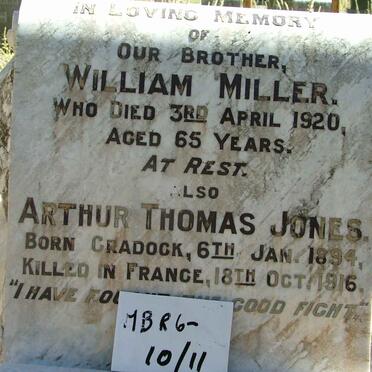 IN LOVING MEMORY
OF
OUR BROTHER,
WILLIAM MILLER.
WHO DIED 3RD APRIL 1920,
AGED 65 YEARS.
AT REST.
ALSO
ARTHUR THOMAS JONES.
BORN CRADOCK, 6TH JAN. 1894,
KILLED IN FRANCE, 18TH OCT. 1916.
"I HAVE GOOD FIGHT."
MBR6-
10/11